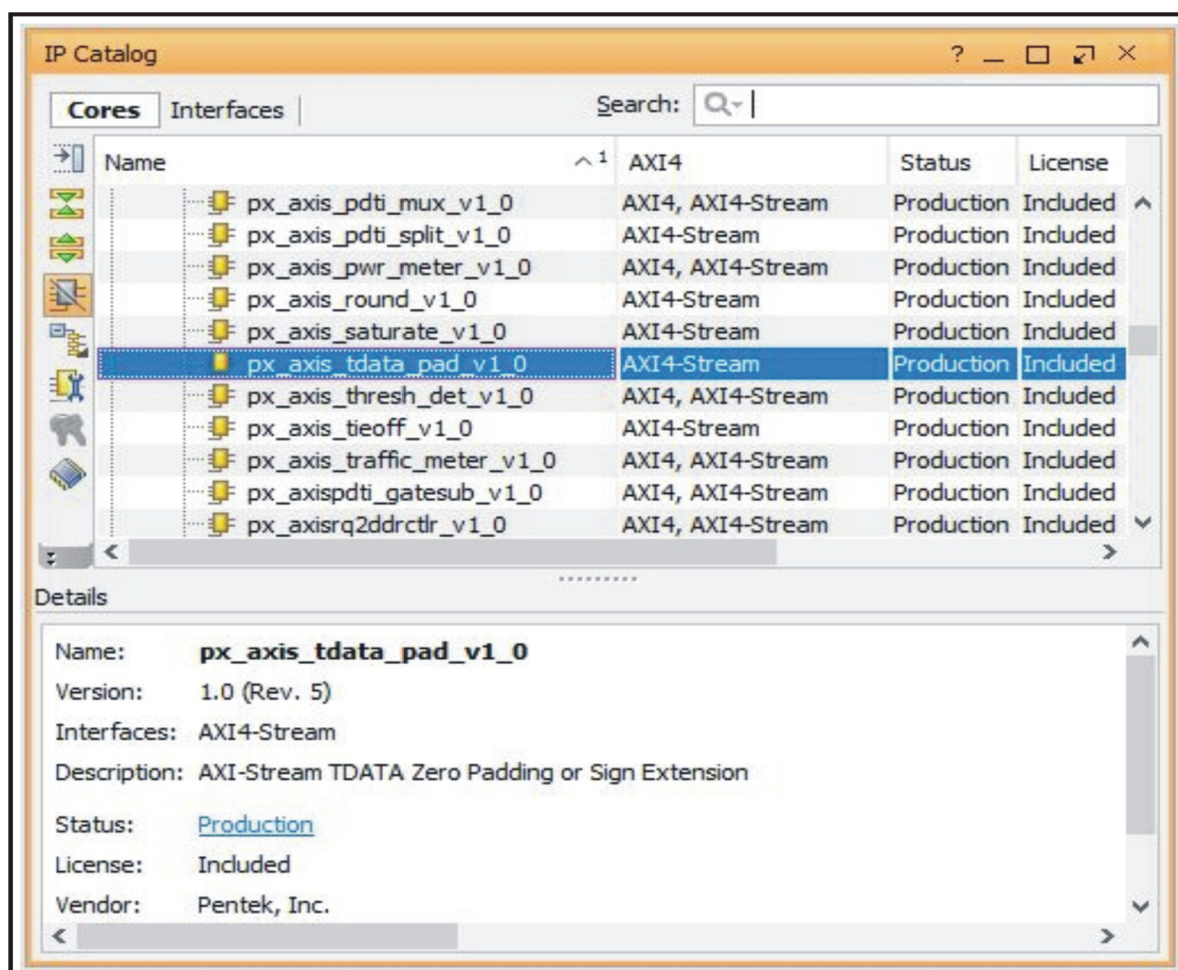 IP Catalog ?
Cores Interfaces Search:
Name 1 AXI4 Status License
px_axis_pdti_mux_v1_0 AXI4, AXI4-Stream Production Included
px_axis_pdti_split_v1_0 AXI4-Stream Production Included
px_axis_pwr_meter_v1_0 AXI4, AXI4-Stream Production Included
px_axis_round_v1_0 AXI4-Stream Production Included
px_axis_saturate_v1_0 AXI4-Stream Production Included
px_axis_tdata_pad_v1_0 AXI4-Stream Production Included
px_axis_thresh_det_v1_0 AXI4, AXI4-Stream Production Included
px_axis_tieoff_v1_0 AXI4-Stream Production Included
px_axis_traffic_meter_v1_0 AXI4, AXI4-Stream Production Included
px_axispdti_gatesub_v1_0 AXI4, AXI4-Stream Production Included
px_axisrq2ddrctlr_v1_0 AXI4, AXI4-Stream Production Included
Details
Name: px_axis_tdata_pad_v1_0
Version: 1.0 (Rev. 5)
Interfaces: AXI4-Stream
Description: AXI-Stream TDATA Zero Padding or Sign Extension
Status: Production
License: Included
Vendor: Pentek, Inc.